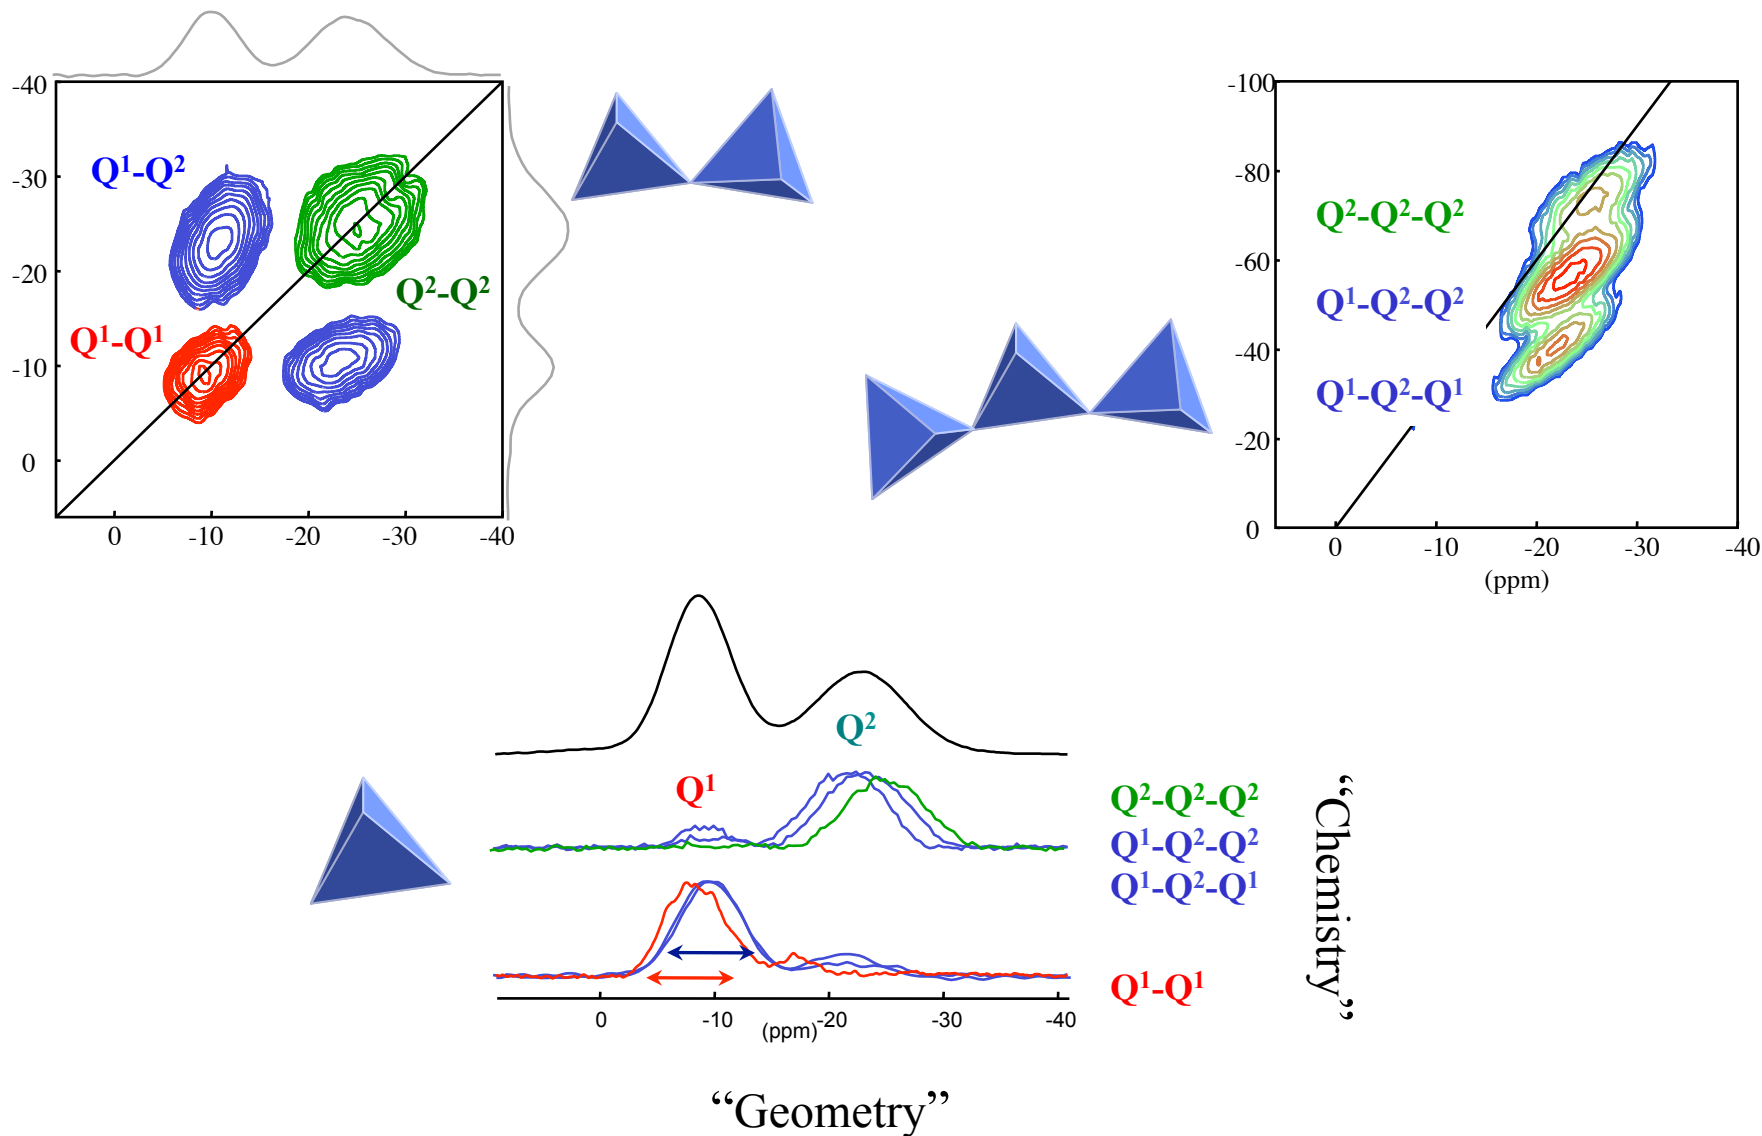 -40
-30
-20
-10
0
0 -10 -20 -30 -40
Q¹-Q²
Q²-Q²
Q¹-Q¹
-100
-80
-60
-40
-20
0
0 -10 -20 -30 -40
(ppm)
Q²-Q²-Q²
Q¹-Q²-Q²
Q¹-Q²-Q¹
Q²
Q¹
Q²-Q²-Q²
Q¹-Q²-Q²
Q¹-Q²-Q¹
Q¹-Q¹
0 -10 -20 -30 -40
(ppm)
“Chemistry”
“Geometry”